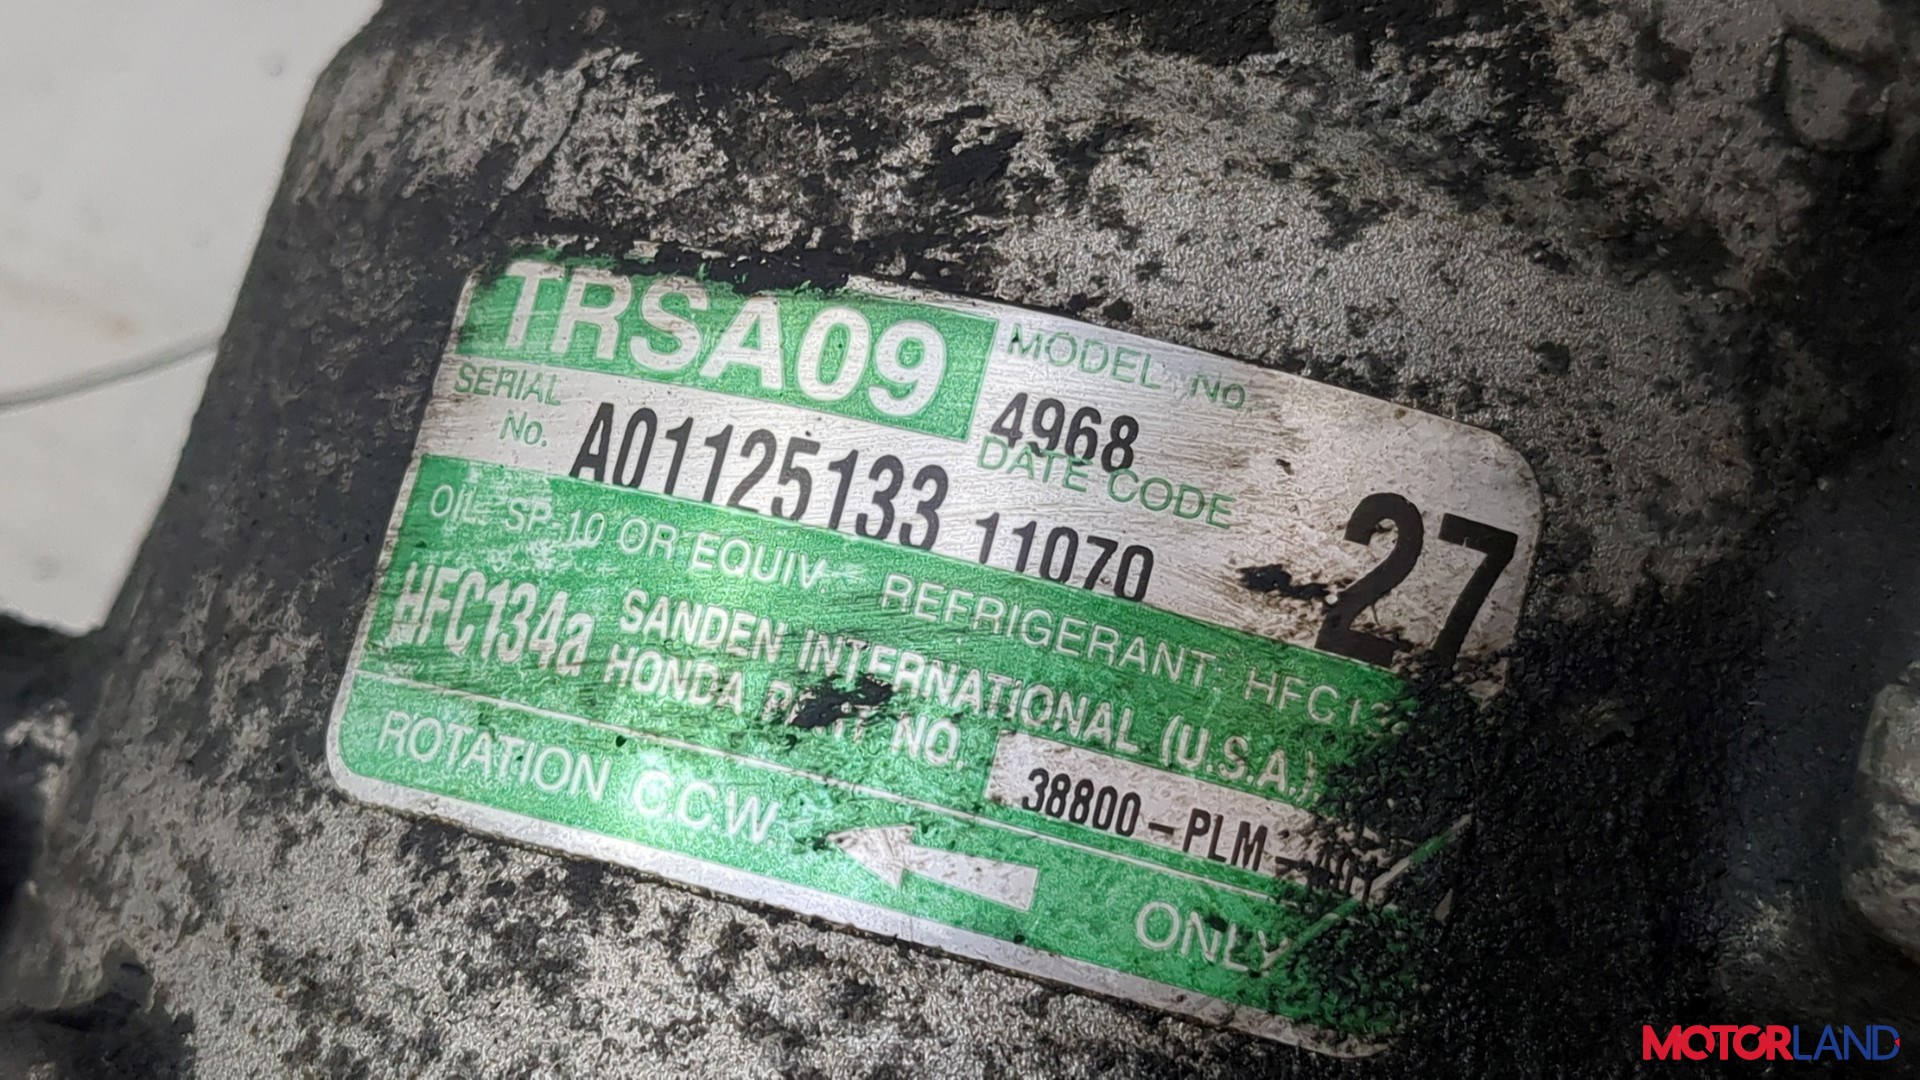 TRSA09
MODEL No.
4968
SERIAL No. A01125133
DATE CODE
11070
27
OIL: SP-10 OR EQUIV. REFRIGERANT: HFC13
HFC134a
SANDEN INTERNATIONAL (U.S.A.)
HONDA NO. 38800-PLM-
ROTATION C.C.W. ONLY
MOTORLAND